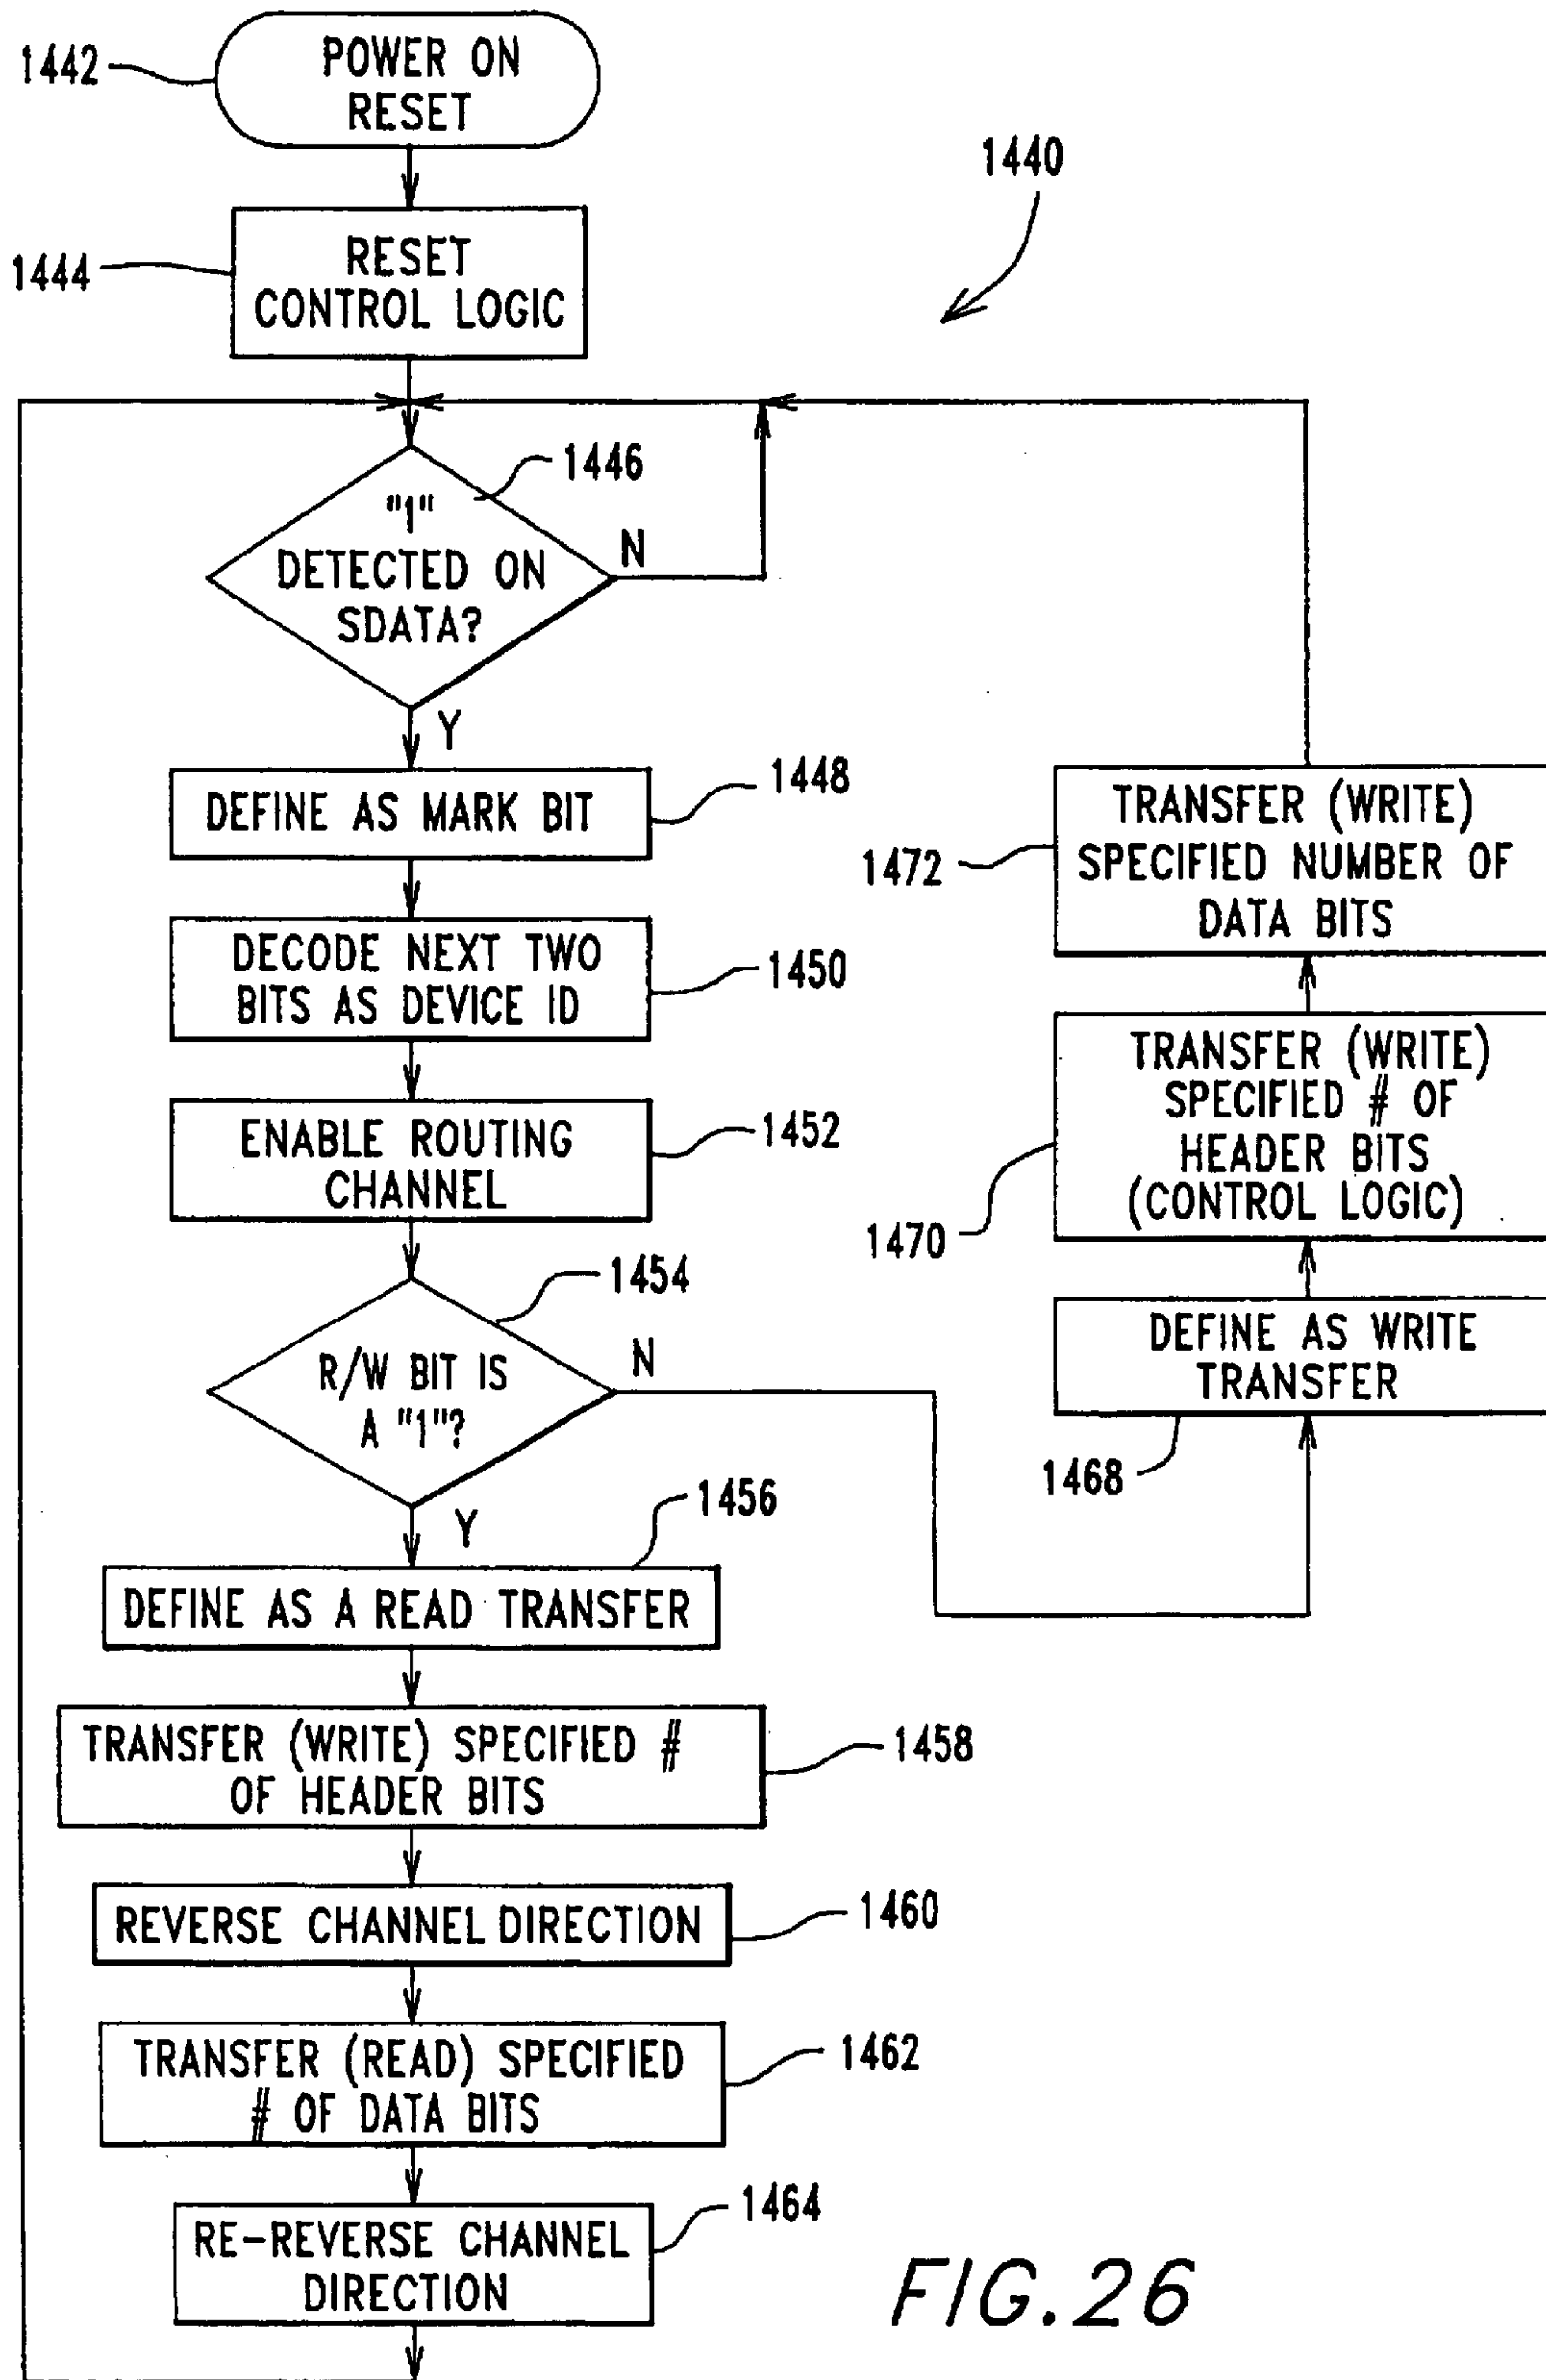 1442
POWER ON
RESET
1440
1444
RESET
CONTROL LOGIC
1446
"1"
DETECTED ON
SDATA?
N
Y
1448
DEFINE AS MARK BIT
1450
DECODE NEXT TWO
BITS AS DEVICE ID
1452
ENABLE ROUTING
CHANNEL
1454
R/W BIT IS
A "1"?
N
Y
1456
DEFINE AS A READ TRANSFER
1458
TRANSFER (WRITE) SPECIFIED #
OF HEADER BITS
1460
REVERSE CHANNEL DIRECTION
1462
TRANSFER (READ) SPECIFIED
# OF DATA BITS
1464
RE-REVERSE CHANNEL
DIRECTION
1472
TRANSFER (WRITE)
SPECIFIED NUMBER OF
DATA BITS
1470
TRANSFER (WRITE)
SPECIFIED # OF
HEADER BITS
(CONTROL LOGIC)
1468
DEFINE AS WRITE
TRANSFER
FIG.26